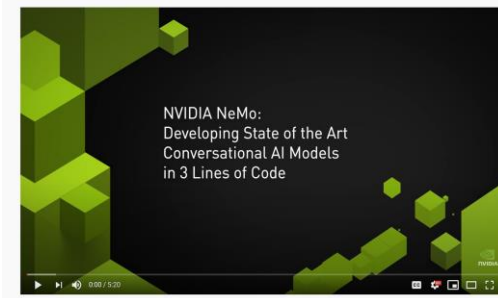 NVIDIA NeMo:
Developing State of the Art
Conversational AI Models
in 3 Lines of Code
NVIDIA
0:00 / 5:20